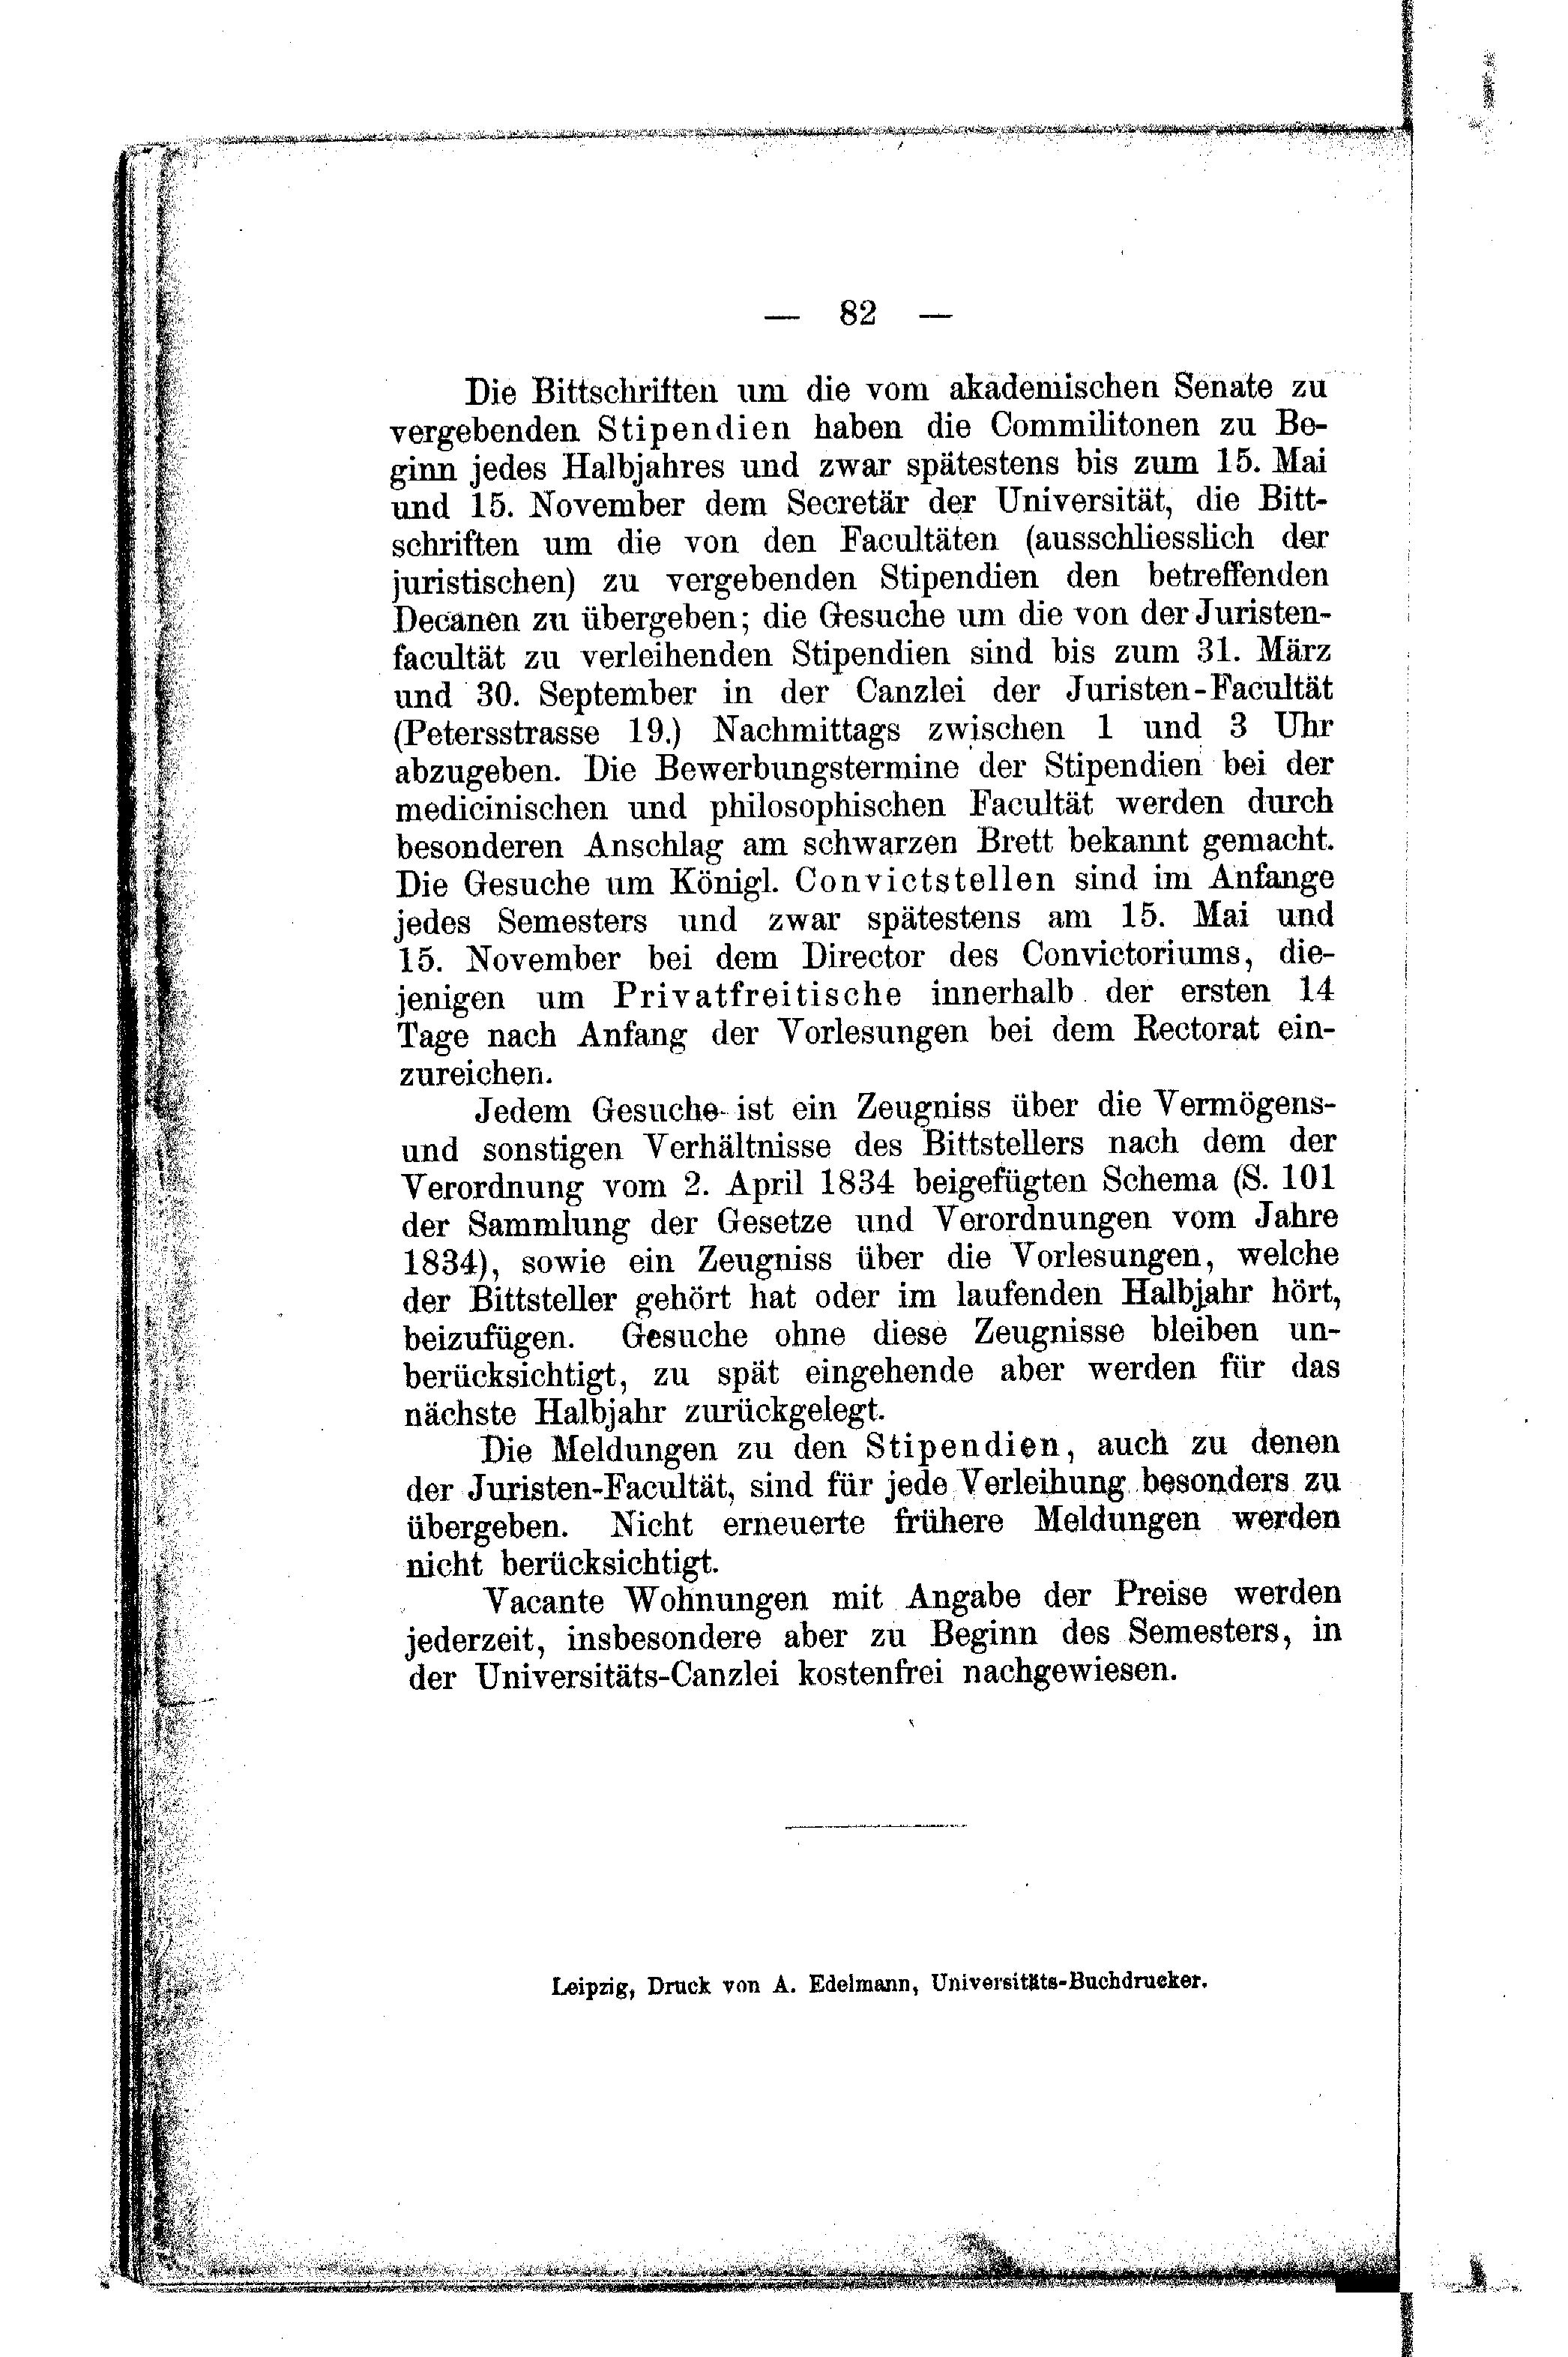 — 82 —
Die Bittschriften um die vom akademischen Senate zu
vergebenden Stipendien haben die Commilitonen zu Be-
ginn jedes Halbjahres und zwar spätestens bis zum 15. Mai
und 15. November dem Secretär der Universität, die Bitt-
schriften um die von den Facultäten (ausschliesslich der
juristischen) zu vergebenden Stipendien den betreffenden
Decanen zu übergeben; die Gesuche um die von der Juristen-
facultät zu verleihenden Stipendien sind bis zum 31. März
und 30. September in der Canzlei der Juristen-Facultät
(Petersstrasse 19.) Nachmittags zwischen 1 und 3 Uhr
abzugeben. Die Bewerbungstermine der Stipendien bei der
medicinischen und philosophischen Facultät werden durch
besonderen Anschlag am schwarzen Brett bekannt gemacht.
Die Gesuche um Königl. Convictstellen sind im Anfange
jedes Semesters und zwar spätestens am 15. Mai und
15. November bei dem Director des Convictoriums, die-
jenigen um Privatfreitische innerhalb der ersten 14
Tage nach Anfang der Vorlesungen bei dem Rectorat ein-
zureichen.
Jedem Gesuche ist ein Zeugniss über die Vermögens-
und sonstigen Verhältnisse des Bittstellers nach dem der
Verordnung vom 2. April 1834 beigefügten Schema (S. 101
der Sammlung der Gesetze und Verordnungen vom Jahre
1834), sowie ein Zeugniss über die Vorlesungen, welche
der Bittsteller gehört hat oder im laufenden Halbjahr hört,
beizufügen. Gesuche ohne diese Zeugnisse bleiben un-
berücksichtigt, zu spät eingehende aber werden für das
nächste Halbjahr zurückgelegt.
Die Meldungen zu den Stipendien, auch zu denen
der Juristen-Facultät, sind für jede Verleihung besonders zu
übergeben. Nicht erneuerte frühere Meldungen werden
nicht berücksichtigt.
Vacante Wohnungen mit Angabe der Preise werden
jederzeit, insbesondere aber zu Beginn des Semesters, in
der Universitäts-Canzlei kostenfrei nachgewiesen.
Leipzig, Druck von A. Edelmann, Universitäts-Buchdrucker.